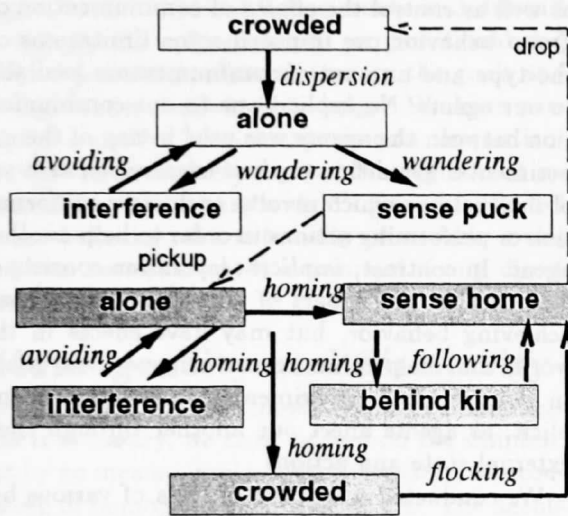 crowded
drop
dispersion
alone
avoiding
wandering
wandering
interference
sense puck
pickup
alone
homing
sense home
avoiding
homing
homing
following
interference
behind kin
homing
flocking
crowded